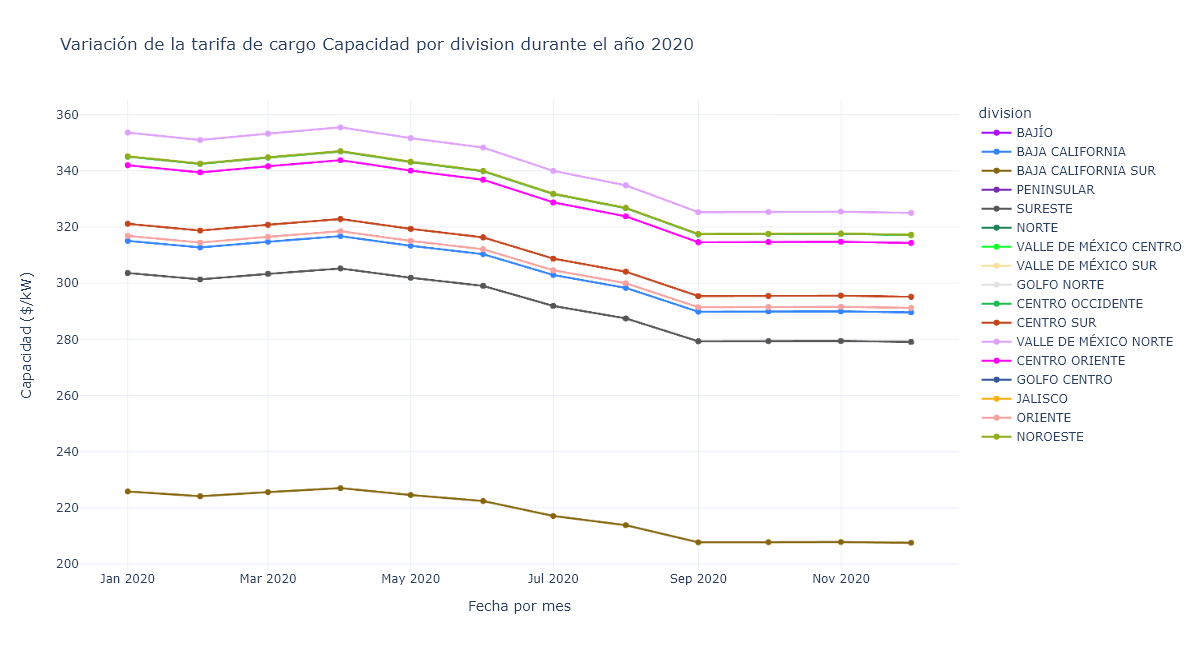 Variación de la tarifa de cargo Capacidad por division durante el año 2020
Capacidad ($/kW)
360
340
320
300
280
260
240
220
200
Jan 2020
Mar 2020
May 2020
Jul 2020
Sep 2020
Nov 2020
Fecha por mes
division
BAJÍO
BAJA CALIFORNIA
BAJA CALIFORNIA SUR
PENINSULAR
SURESTE
NORTE
VALLE DE MÉXICO CENTRO
VALLE DE MÉXICO SUR
GOLFO NORTE
CENTRO OCCIDENTE
CENTRO SUR
VALLE DE MÉXICO NORTE
CENTRO ORIENTE
GOLFO CENTRO
JALISCO
ORIENTE
NOROESTE